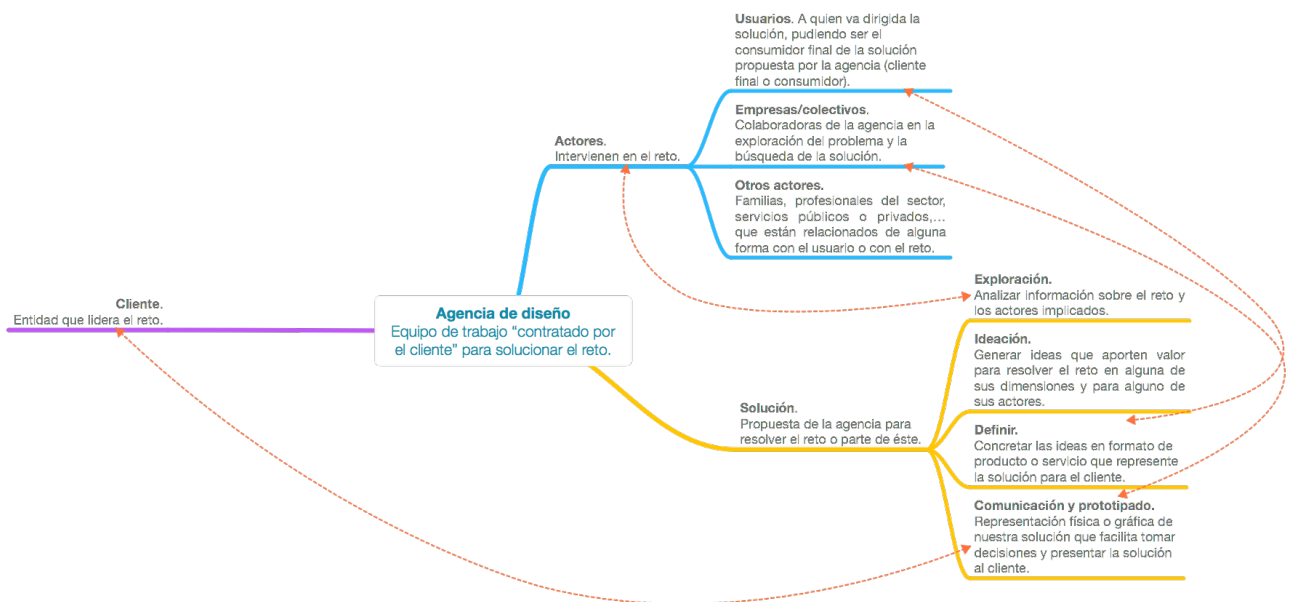 Usuarios. A quien va dirigida la
solución, pudiendo ser el
consumidor final de la solución
propuesta por la agencia (cliente
final o consumidor).
Empresas/colectivos.
Colaboradoras de la agencia en la
exploración del problema y la
búsqueda de la solución.
Actores.
Intervienen en el reto.
Otros actores.
Familias, profesionales del sector,
servicios públicos o privados,...
que están relacionados de alguna
forma con el usuario o con el reto.
Cliente.
Entidad que lidera el reto.
Agencia de diseño
Equipo de trabajo “contratado por
el cliente” para solucionar el reto.
Exploración.
Analizar información sobre el reto y
los actores implicados.
Ideación.
Generar ideas que aporten valor
para resolver el reto en alguna de
sus dimensiones y para alguno de
sus actores.
Solución.
Propuesta de la agencia para
resolver el reto o parte de éste.
Definir.
Concretar las ideas en formato de
producto o servicio que represente
la solución para el cliente.
Comunicación y prototipado.
Representación física o gráfica de
nuestra solución que facilita tomar
decisiones y presentar la solución
al cliente.